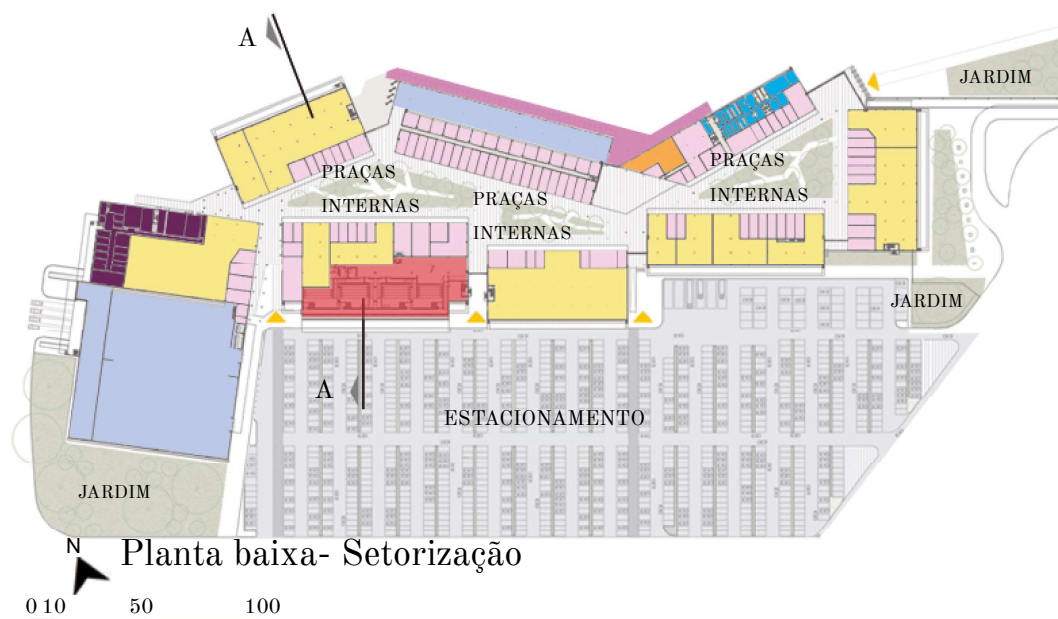 A
JARDIM
PRAÇAS
INTERNAS
PRAÇAS
INTERNAS
PRAÇAS
INTERNAS
JARDIM
A
ESTACIONAMENTO
JARDIM
N
Planta baixa- Setorização
0 10 50 100